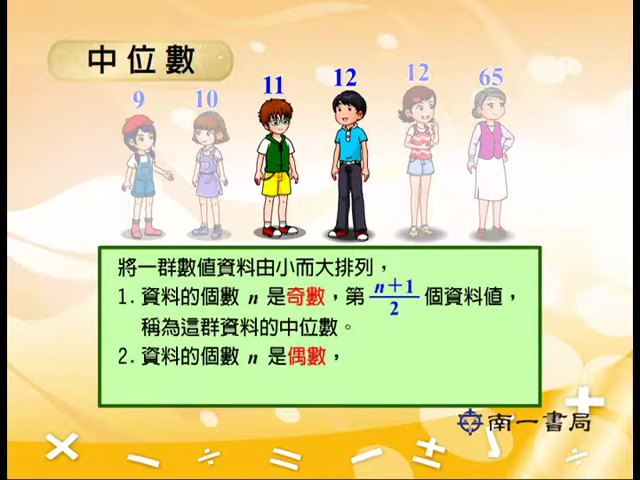 中位數
9 10 11 12 12 65
將一群數值資料由小而大排列，
1. 資料的個數 n 是奇數，第 n+1/2 個資料值，
稱為這群資料的中位數。
2. 資料的個數 n 是偶數，
南一書局